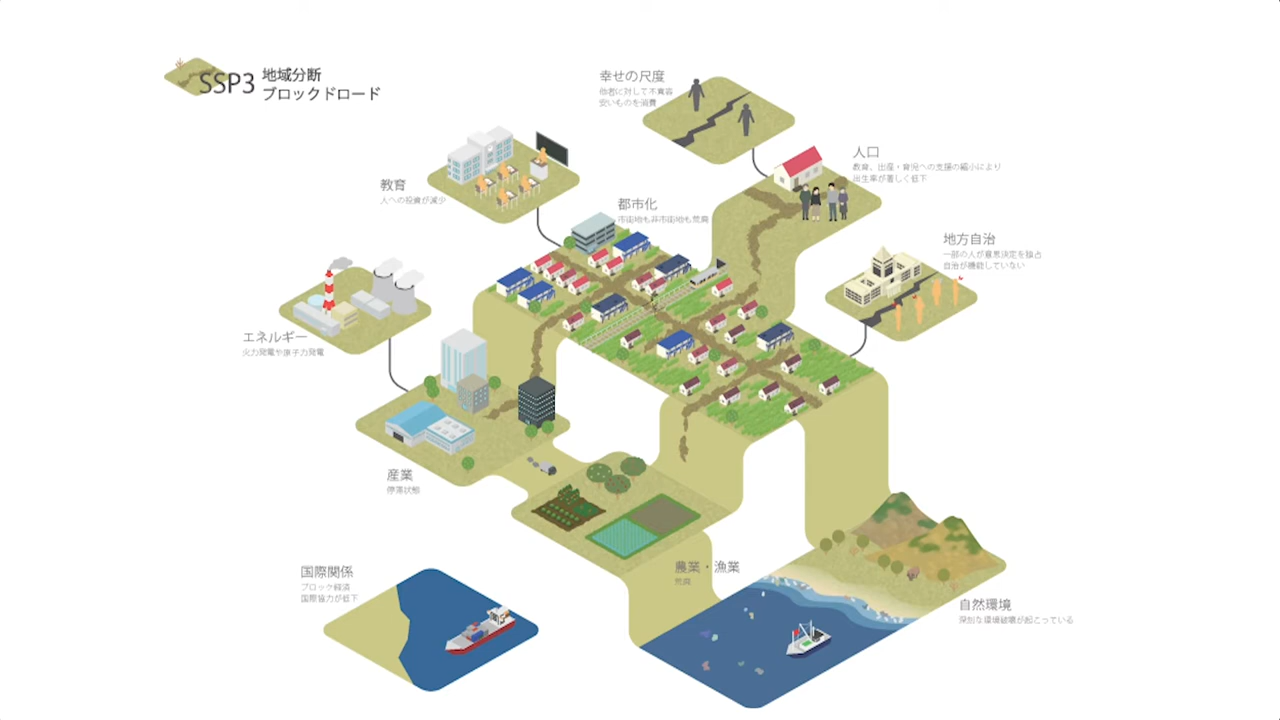 SSP3 地域分断
ブロックドロード
幸せの尺度
他者に対して不寛容
安いものを消費
人口
教育、出産・育児への支援の縮小により
出生率が著しく低下
教育
人への投資が減少
都市化
市街地も非市街地も荒廃
地方自治
一部の人が意思決定を独占
自治が機能していない
エネルギー
火力発電や原子力発電
産業
停滞状態
農業・漁業
荒廃
国際関係
ブロック経済
国際協力が低下
自然環境
深刻な環境破壊が起こっている